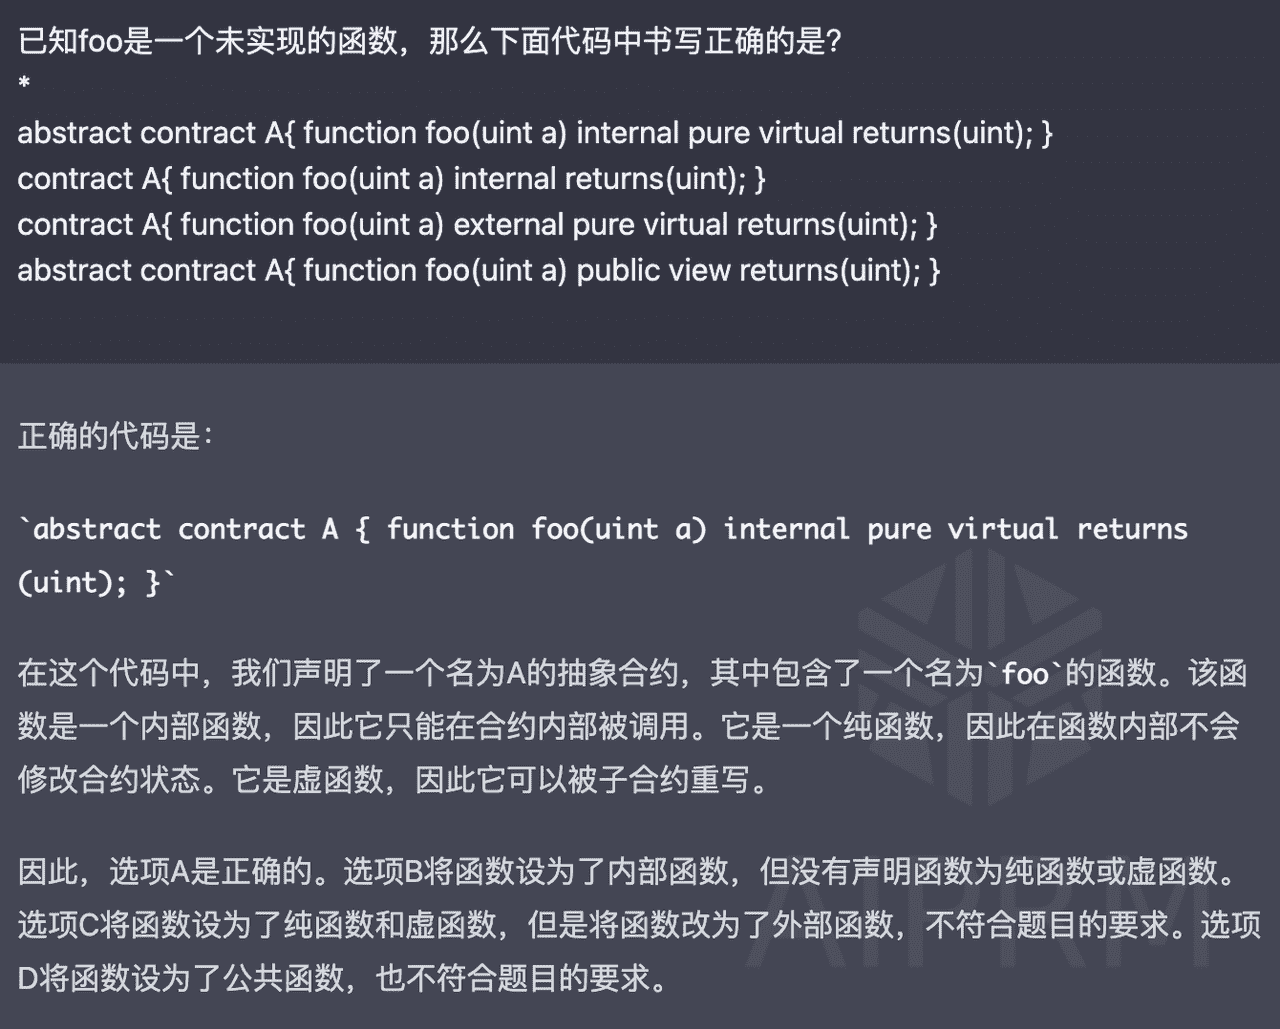 已知foo是一个未实现的函数，那么下面代码中书写正确的是？
*
abstract contract A{ function foo(uint a) internal pure virtual returns(uint); }
contract A{ function foo(uint a) internal returns(uint); }
contract A{ function foo(uint a) external pure virtual returns(uint); }
abstract contract A{ function foo(uint a) public view returns(uint); }
正确的代码是：
`abstract contract A { function foo(uint a) internal pure virtual returns
(uint); }`
在这个代码中，我们声明了一个名为A的抽象合约，其中包含了一个名为`foo`的函数。该函
数是一个内部函数，因此它只能在合约内部被调用。它是一个纯函数，因此在函数内部不会
修改合约状态。它是虚函数，因此它可以被子合约重写。
因此，选项A是正确的。选项B将函数设为了内部函数，但没有声明函数为纯函数或虚函数。
选项C将函数设为了纯函数和虚函数，但是将函数改为了外部函数，不符合题目的要求。选项
D将函数设为了公共函数，也不符合题目的要求。
AIPRM